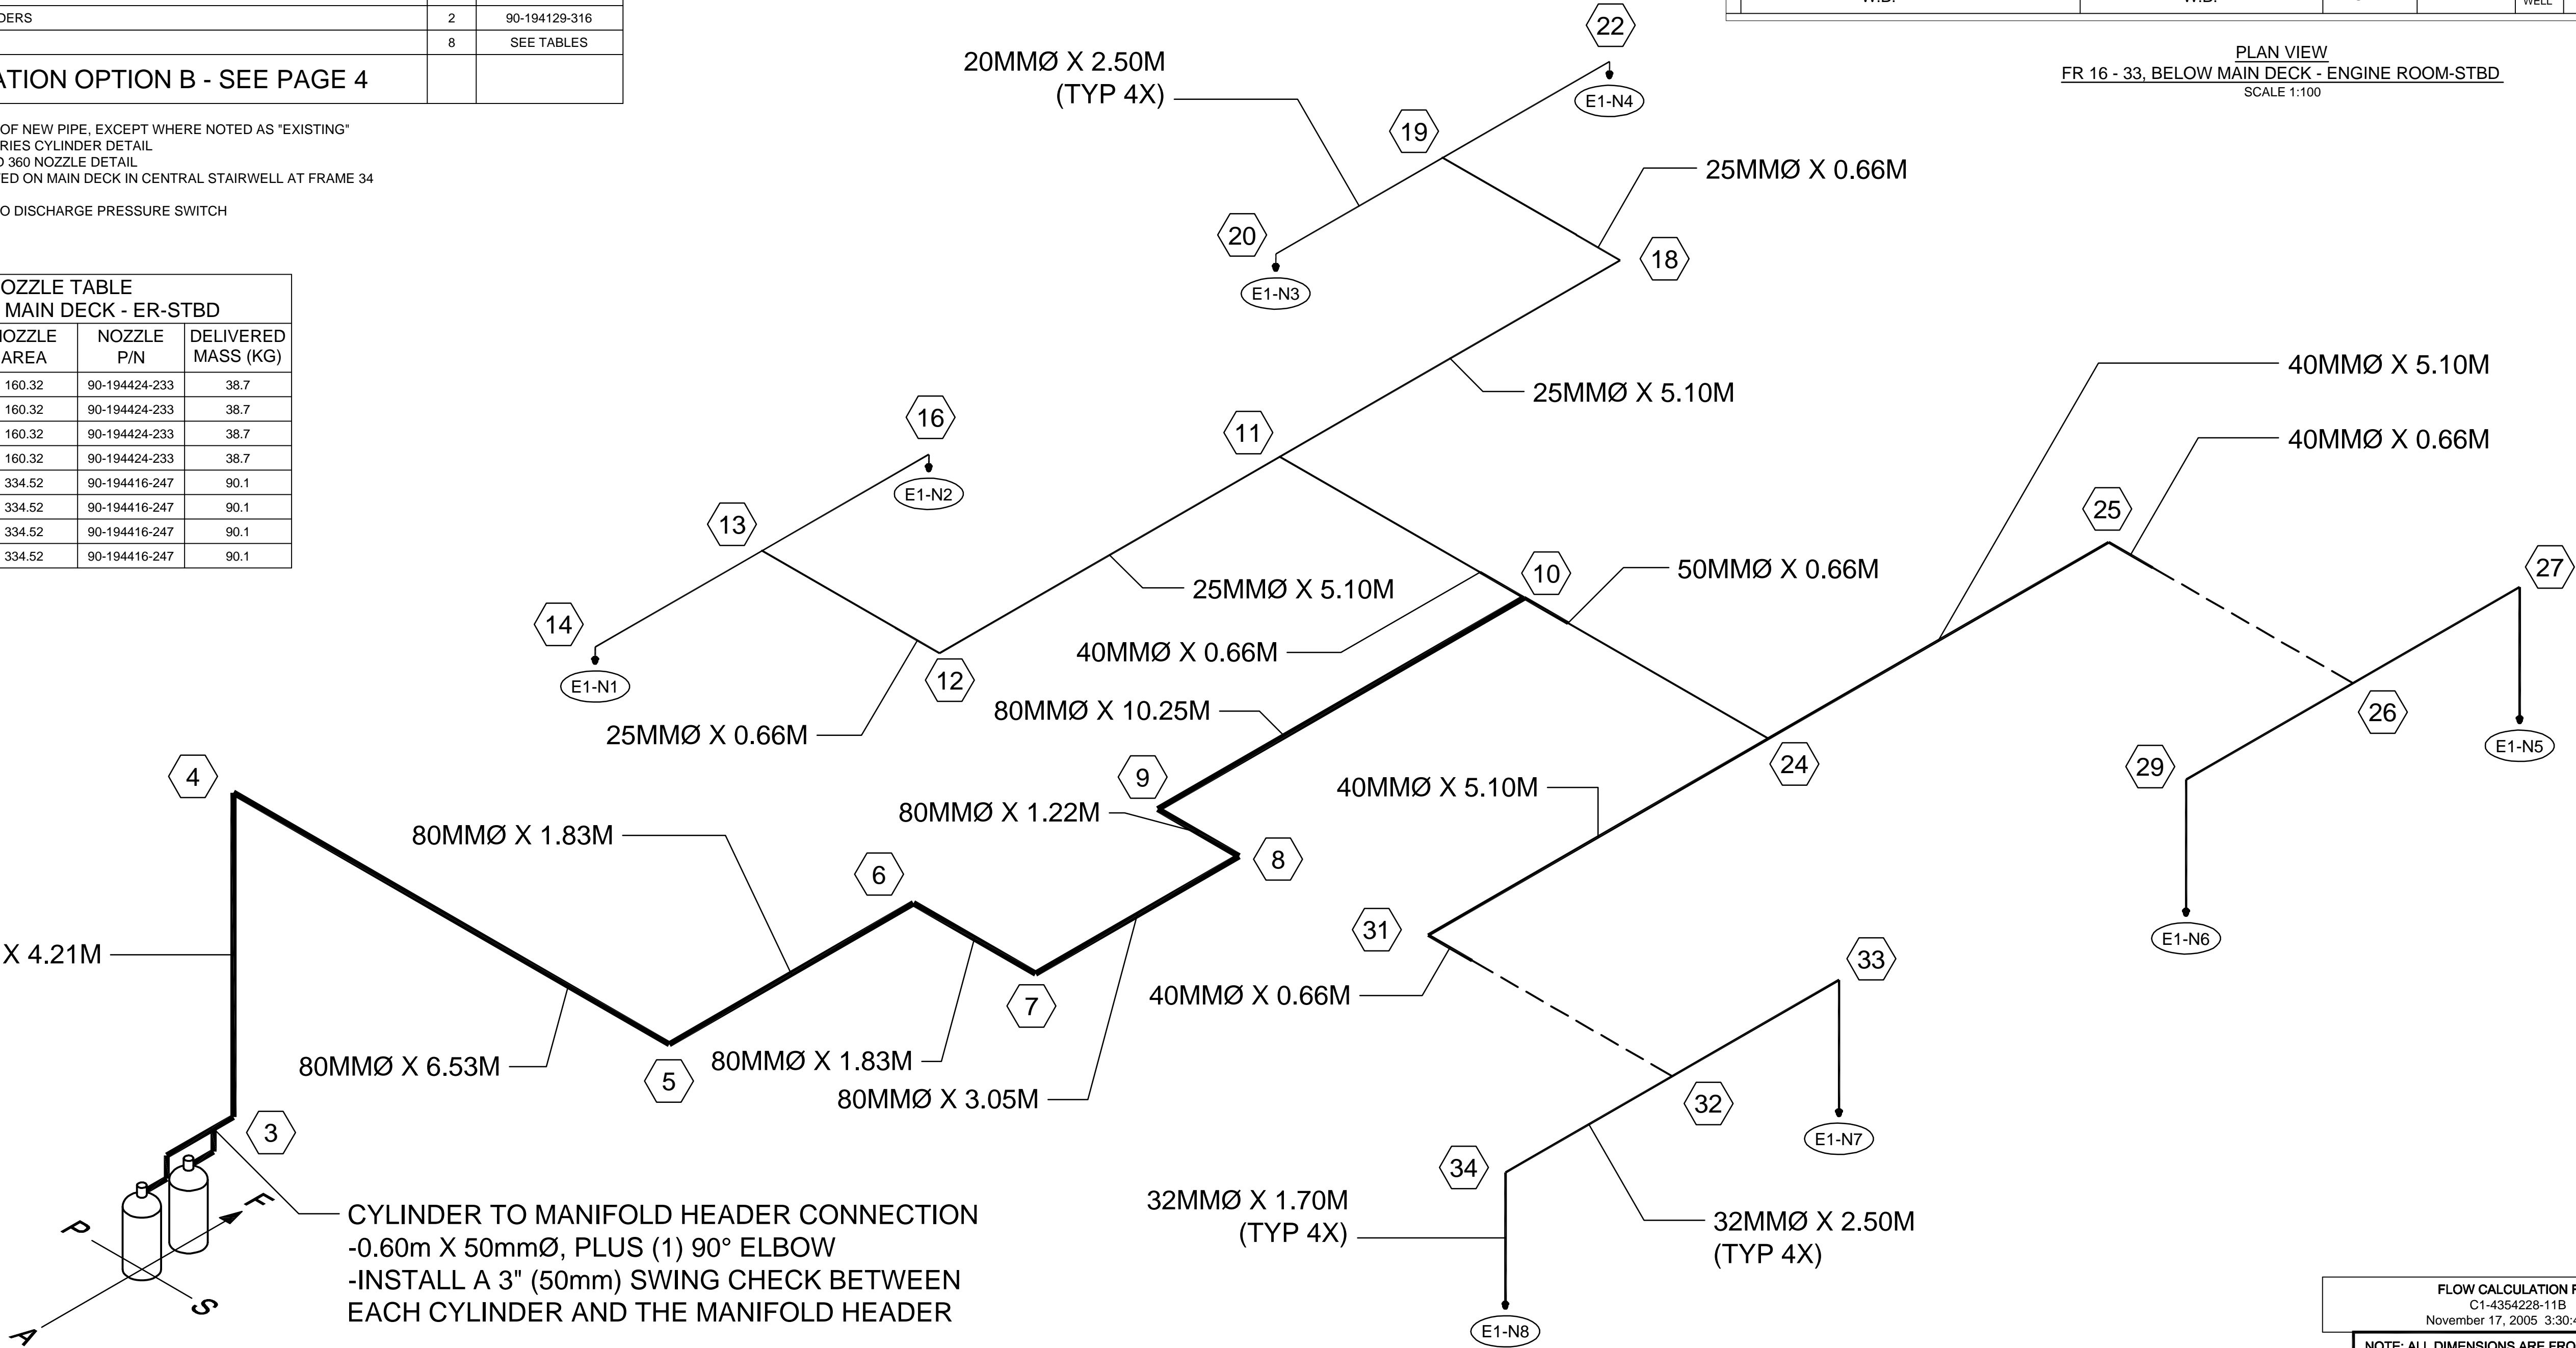 DERS 2 90-194129-316
8 SEE TABLES
ATION OPTION B - SEE PAGE 4
OF NEW PIPE, EXCEPT WHERE NOTED AS "EXISTING"
RIES CYLINDER DETAIL
360 NOZZLE DETAIL
TED ON MAIN DECK IN CENTRAL STAIRWELL AT FRAME 34
O DISCHARGE PRESSURE SWITCH
OZZLE TABLE
MAIN DECK - ER-STBD
NOZZLE AREA NOZZLE P/N DELIVERED MASS (KG)
160.32 90-194424-233 38.7
160.32 90-194424-233 38.7
160.32 90-194424-233 38.7
160.32 90-194424-233 38.7
334.52 90-194416-247 90.1
334.52 90-194416-247 90.1
334.52 90-194416-247 90.1
334.52 90-194416-247 90.1
WELL
PLAN VIEW
FR 16 - 33, BELOW MAIN DECK - ENGINE ROOM-STBD
SCALE 1:100
22
20MMØ X 2.50M
(TYP 4X)
E1-N4
19
25MMØ X 0.66M
20
18
E1-N3
40MMØ X 5.10M
25MMØ X 5.10M
16
11
40MMØ X 0.66M
E1-N2
25
13
10
50MMØ X 0.66M
27
25MMØ X 5.10M
14
40MMØ X 0.66M
E1-N1
12
80MMØ X 10.25M
26
25MMØ X 0.66M
E1-N5
24
29
4
9
40MMØ X 5.10M
80MMØ X 1.22M
80MMØ X 1.83M
8
6
31
E1-N6
X 4.21M
33
40MMØ X 0.66M
7
80MMØ X 1.83M
80MMØ X 6.53M
5
80MMØ X 3.05M
32
3
E1-N7
34
32MMØ X 1.70M
(TYP 4X)
32MMØ X 2.50M
(TYP 4X)
E1-N8
F
P
S
A
CYLINDER TO MANIFOLD HEADER CONNECTION
-0.60m X 50mmØ, PLUS (1) 90° ELBOW
-INSTALL A 3" (50mm) SWING CHECK BETWEEN
EACH CYLINDER AND THE MANIFOLD HEADER
FLOW CALCULATION F
C1-4354228-11B
November 17, 2005 3:30:4
NOTE: ALL DIMENSIONS ARE FRO